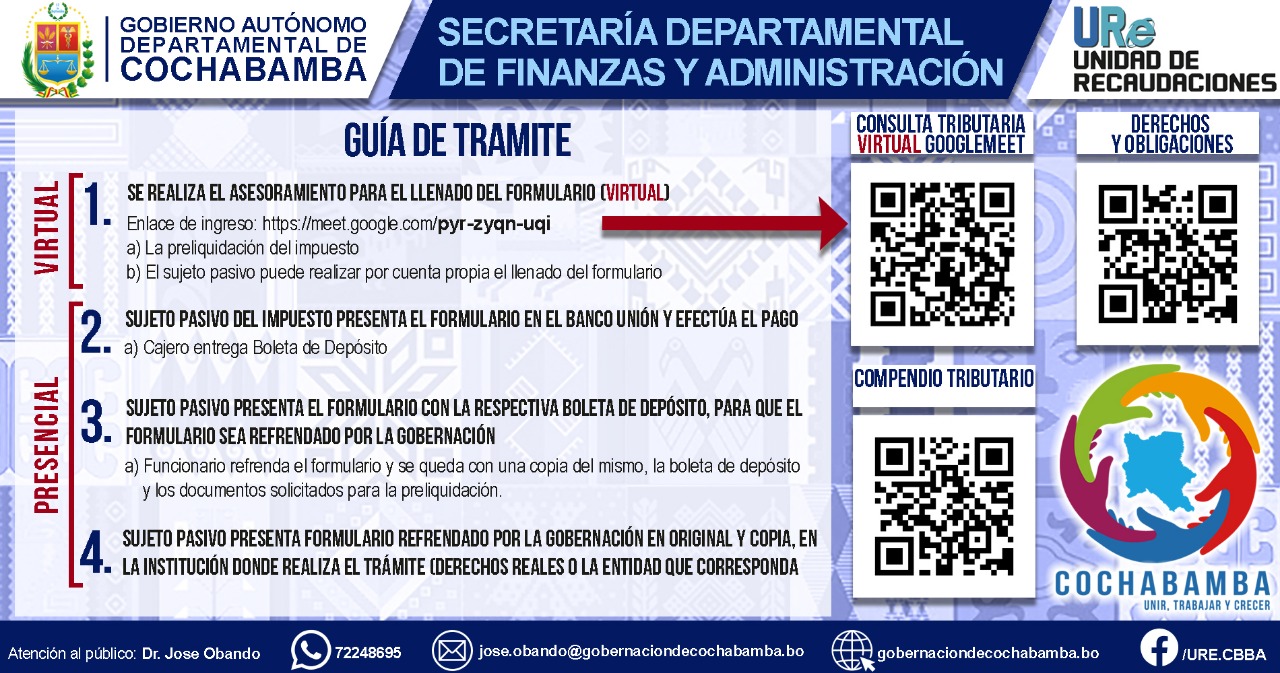 GOBIERNO AUTÓNOMO
DEPARTAMENTAL DE
COCHABAMBA
SECRETARÍA DEPARTAMENTAL
DE FINANZAS Y ADMINISTRACIÓN
URe
UNIDAD DE
RECAUDACIONES
GUÍA DE TRAMITE
VIRTUAL
1.
SE REALIZA EL ASESORAMIENTO PARA EL LLENADO DEL FORMULARIO (VIRTUAL)
Enlace de ingreso: https://meet.google.com/pyr-zyqn-uqi
a) La preliquidación del impuesto
b) El sujeto pasivo puede realizar por cuenta propia el llenado del formulario
PRESENCIAL
2.
SUJETO PASIVO DEL IMPUESTO PRESENTA EL FORMULARIO EN EL BANCO UNIÓN Y EFECTÚA EL PAGO
a) Cajero entrega Boleta de Depósito
3.
SUJETO PASIVO PRESENTA EL FORMULARIO CON LA RESPECTIVA BOLETA DE DEPÓSITO, PARA QUE EL
FORMULARIO SEA REFRENDADO POR LA GOBERNACIÓN
a) Funcionario refrenda el formulario y se queda con una copia del mismo, la boleta de depósito
y los documentos solicitados para la preliquidación.
4.
SUJETO PASIVO PRESENTA FORMULARIO REFRENDADO POR LA GOBERNACIÓN EN ORIGINAL Y COPIA, EN
LA INSTITUCIÓN DONDE REALIZA EL TRÁMITE (DERECHOS REALES O LA ENTIDAD QUE CORRESPONDA
CONSULTA TRIBUTARIA
VIRTUAL GOOGLEMEET
DERECHOS
Y OBLIGACIONES
COMPENDIO TRIBUTARIO
COCHABAMBA
UNIR, TRABAJAR Y CRECER
Atención al público: Dr. Jose Obando
72248695
jose.obando@gobernaciondecochabamba.bo
gobernaciondecochabamba.bo
/URE.CBBA